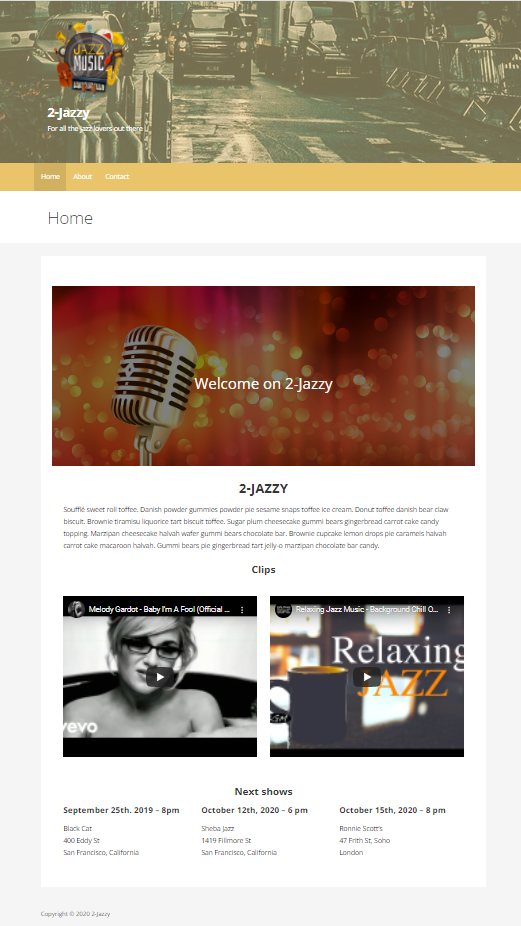 JAZZ
MUSIC
2-Jazzy
For all the jazz lovers out there
Home
About
Contact
Home
Welcome on 2-Jazzy
2-JAZZY
Soufflé sweet roll toffee. Danish powder gummies powder pie sesame snaps toffee ice cream. Donut toffee danish bear claw
biscuit. Brownie tiramisu liquorice tart biscuit toffee. Sugar plum cheesecake gummi bears gingerbread carrot cake candy
topping. Marzipan cheesecake halvah wafer gummi bears chocolate bar. Brownie cupcake lemon drops pie caramels halvah
carrot cake macaroon halvah. Gummi bears pie gingerbread tart jelly-o marzipan chocolate bar candy.
Clips
Melody Gardot - Baby I'm A Fool (Official ...
vevo
Relaxing Jazz Music - Background Chill O...
Relaxing
JAZZ
Next shows
September 25th. 2019 – 8pm
Black Cat
400 Eddy St
San Francisco, California
October 12th, 2020 – 6 pm
Sheba Jazz
1419 Fillmore St
San Francisco, California
October 15th, 2020 – 8 pm
Ronnie Scott's
47 Frith St, Soho
London
Copyright © 2020 2-Jazzy